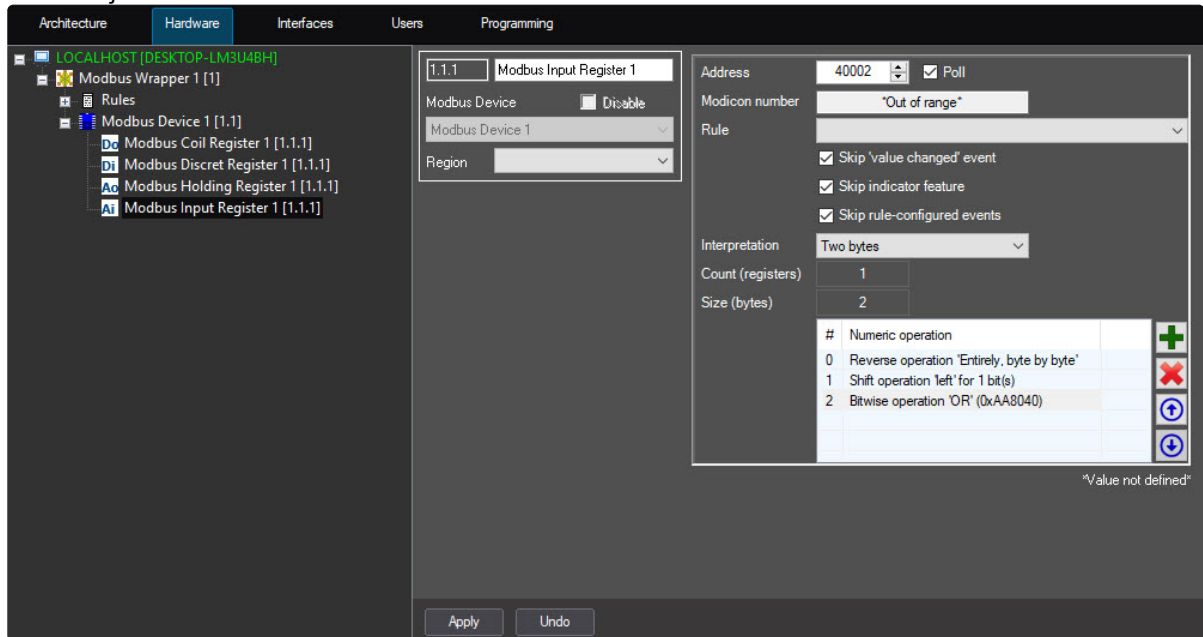 Architecture Hardware Interfaces Users Programming
LOCALHOST [DESKTOP-LM3U4BH]
Modbus Wrapper 1 [1]
Rules
Modbus Device 1 [1.1]
Do Modbus Coil Register 1 [1.1.1]
Di Modbus Discret Register 1 [1.1.1]
Ao Modbus Holding Register 1 [1.1.1]
Ai Modbus Input Register 1 [1.1.1]
1.1.1 Modbus Input Register 1
Modbus Device Disable
Modbus Device 1
Region
Address 40002 Poll
Modicon number *Out of range*
Rule
Skip 'value changed' event
Skip indicator feature
Skip rule-configured events
Interpretation Two bytes
Count (registers) 1
Size (bytes) 2
# Numeric operation
0 Reverse operation 'Entirely, byte by byte'
1 Shift operation 'left' for 1 bit(s)
2 Bitwise operation 'OR' (0xAA8040)
*Value not defined*
Apply Undo